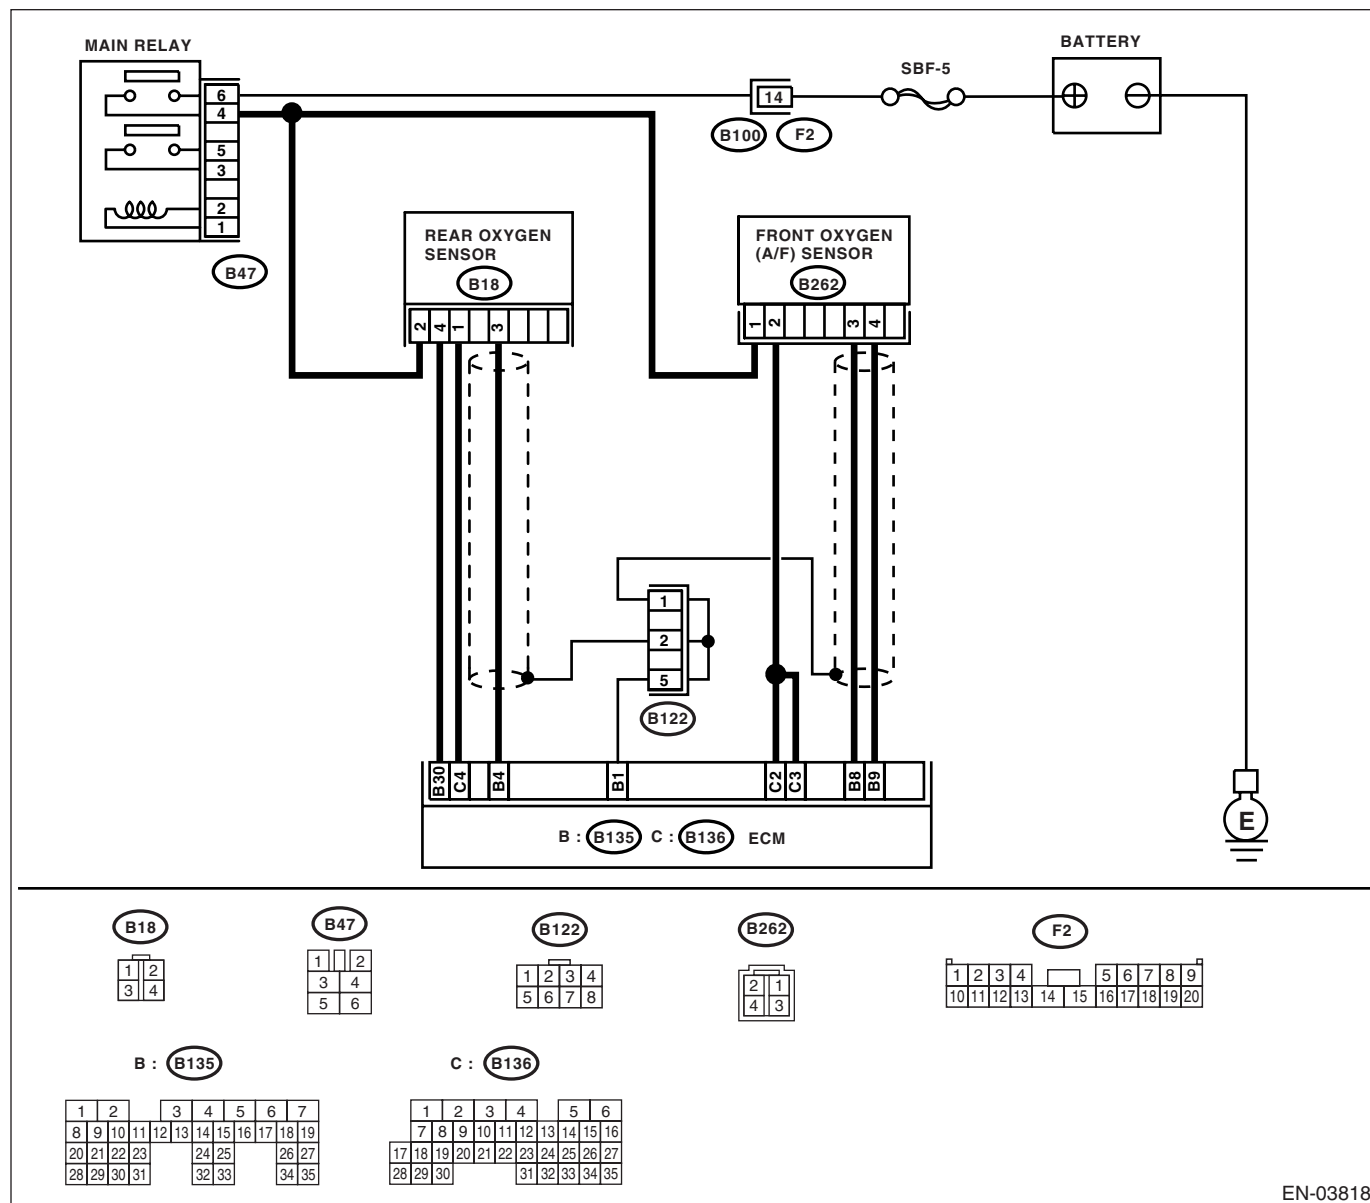 MAIN RELAY
BATTERY
SBF-5
6
4
5
3
2
1
14
B100
F2
B47
REAR OXYGEN
SENSOR
B18
2 4 1 3
FRONT OXYGEN
(A/F) SENSOR
B262
1 2 3 4
1
2
5
B122
B30 C4 B4 B1 C2 C3 B8 B9
B : B135 C : B136 ECM
E
B18
1 2
3 4
B47
1 2
3 4
5 6
B122
1 2 3 4
5 6 7 8
B262
2 1
4 3
F2
1 2 3 4 5 6 7 8 9
10 11 12 13 14 15 16 17 18 19 20
B : B135
1 2 3 4 5 6 7
8 9 10 11 12 13 14 15 16 17 18 19
20 21 22 23 24 25 26 27
28 29 30 31 32 33 34 35
C : B136
1 2 3 4 5 6
7 8 9 10 11 12 13 14 15 16
17 18 19 20 21 22 23 24 25 26 27
28 29 30 31 32 33 34 35
EN-03818